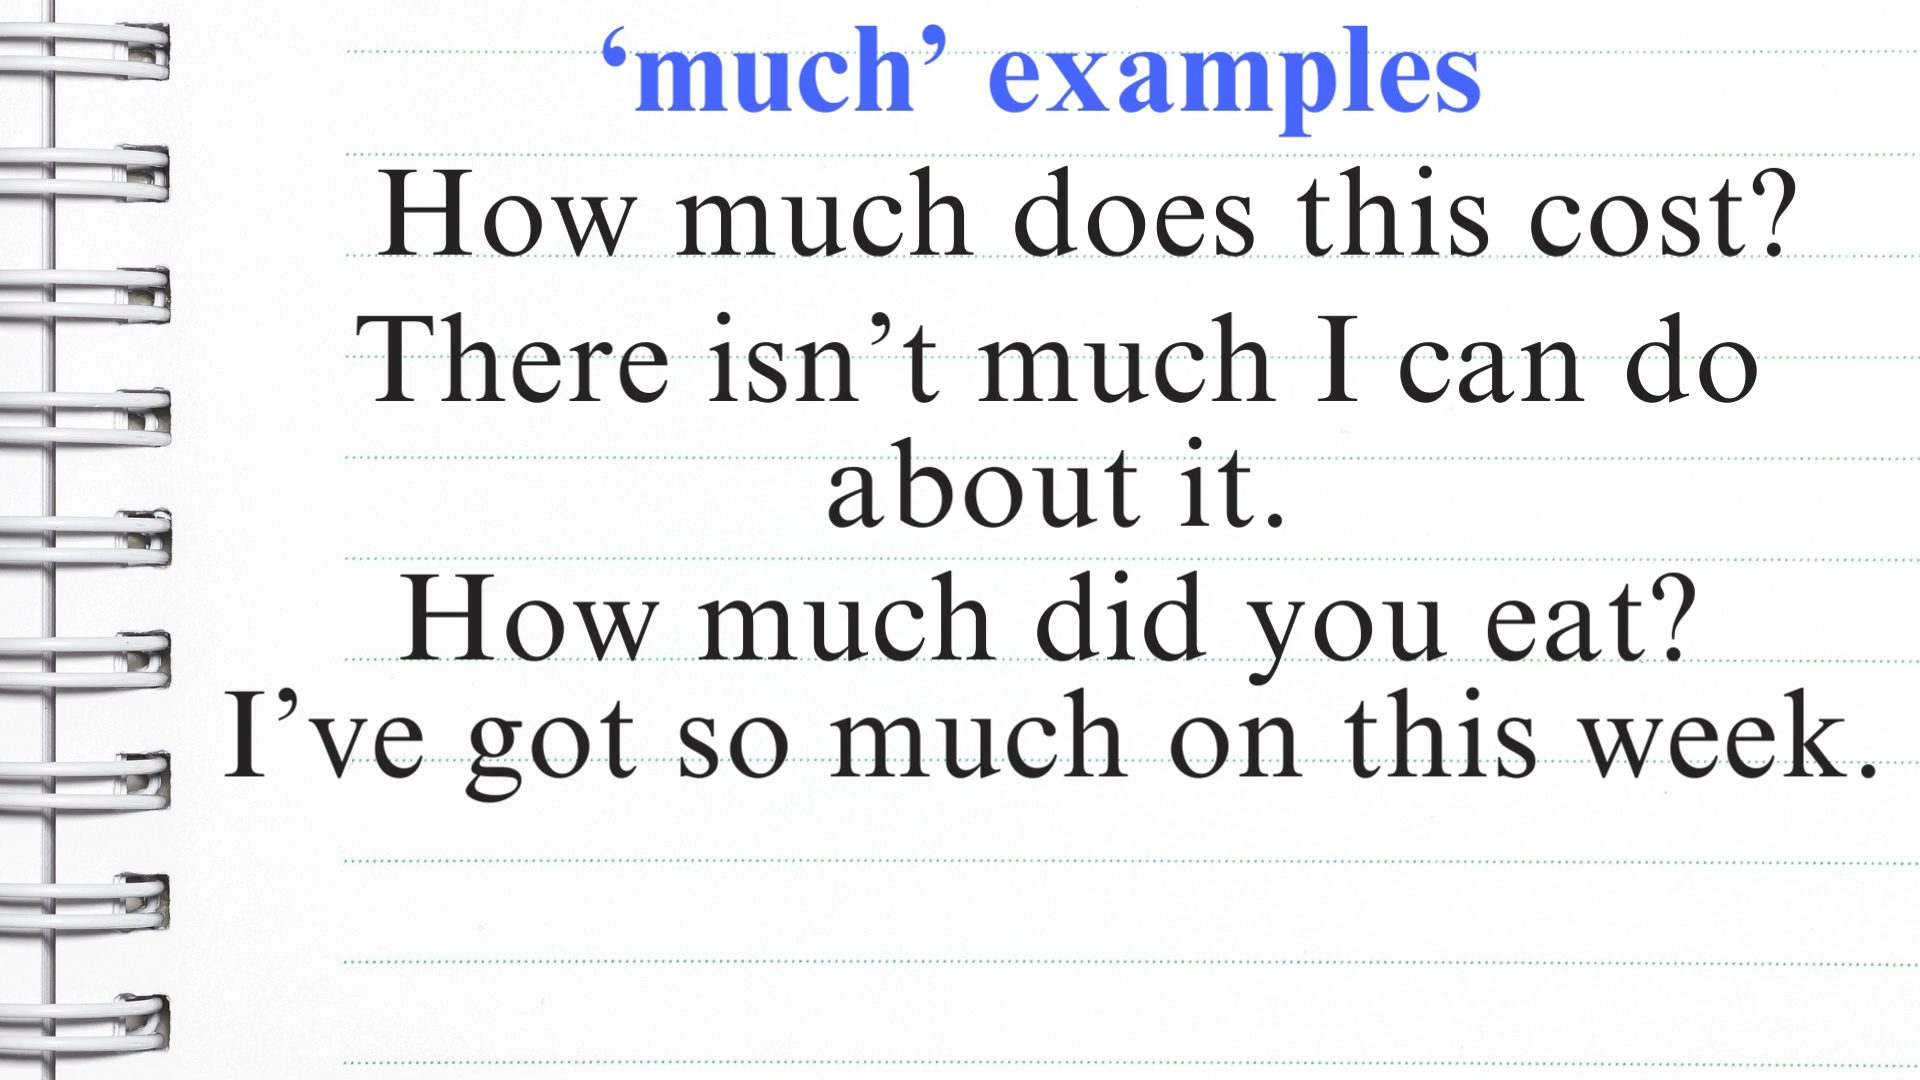 ‘much’ examples
How much does this cost?
There isn’t much I can do
about it.
How much did you eat?
I’ve got so much on this week.